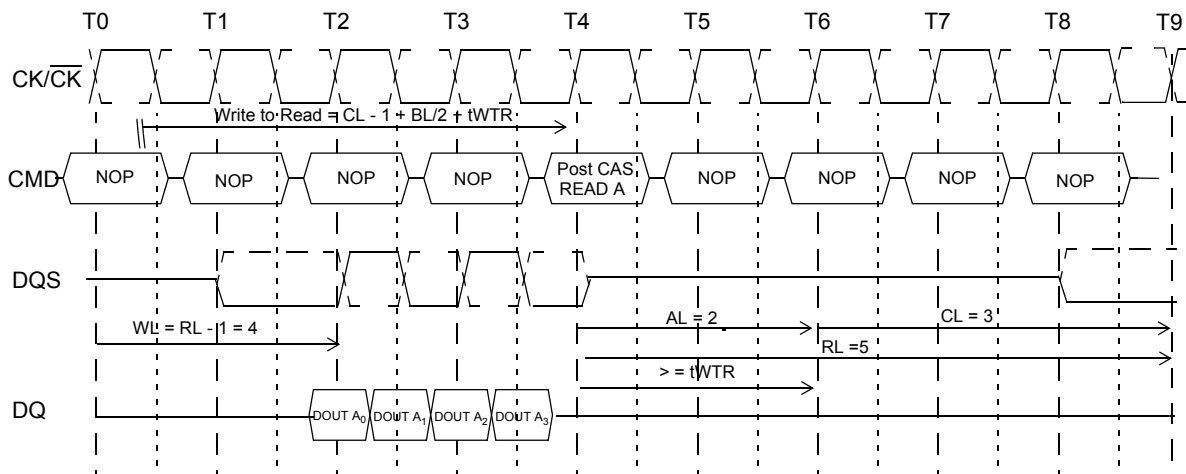 T0 T1 T2 T3 T4 T5 T6 T7 T8 T9
CK/CK
Write to Read = CL - 1 + BL/2 + tWTR
CMD NOP NOP NOP NOP Post CAS READ A NOP NOP NOP NOP
DQS
WL = RL - 1 = 4
AL = 2
CL = 3
RL =5
> = tWTR
DQ DOUT A0 DOUT A1 DOUT A2 DOUT A3